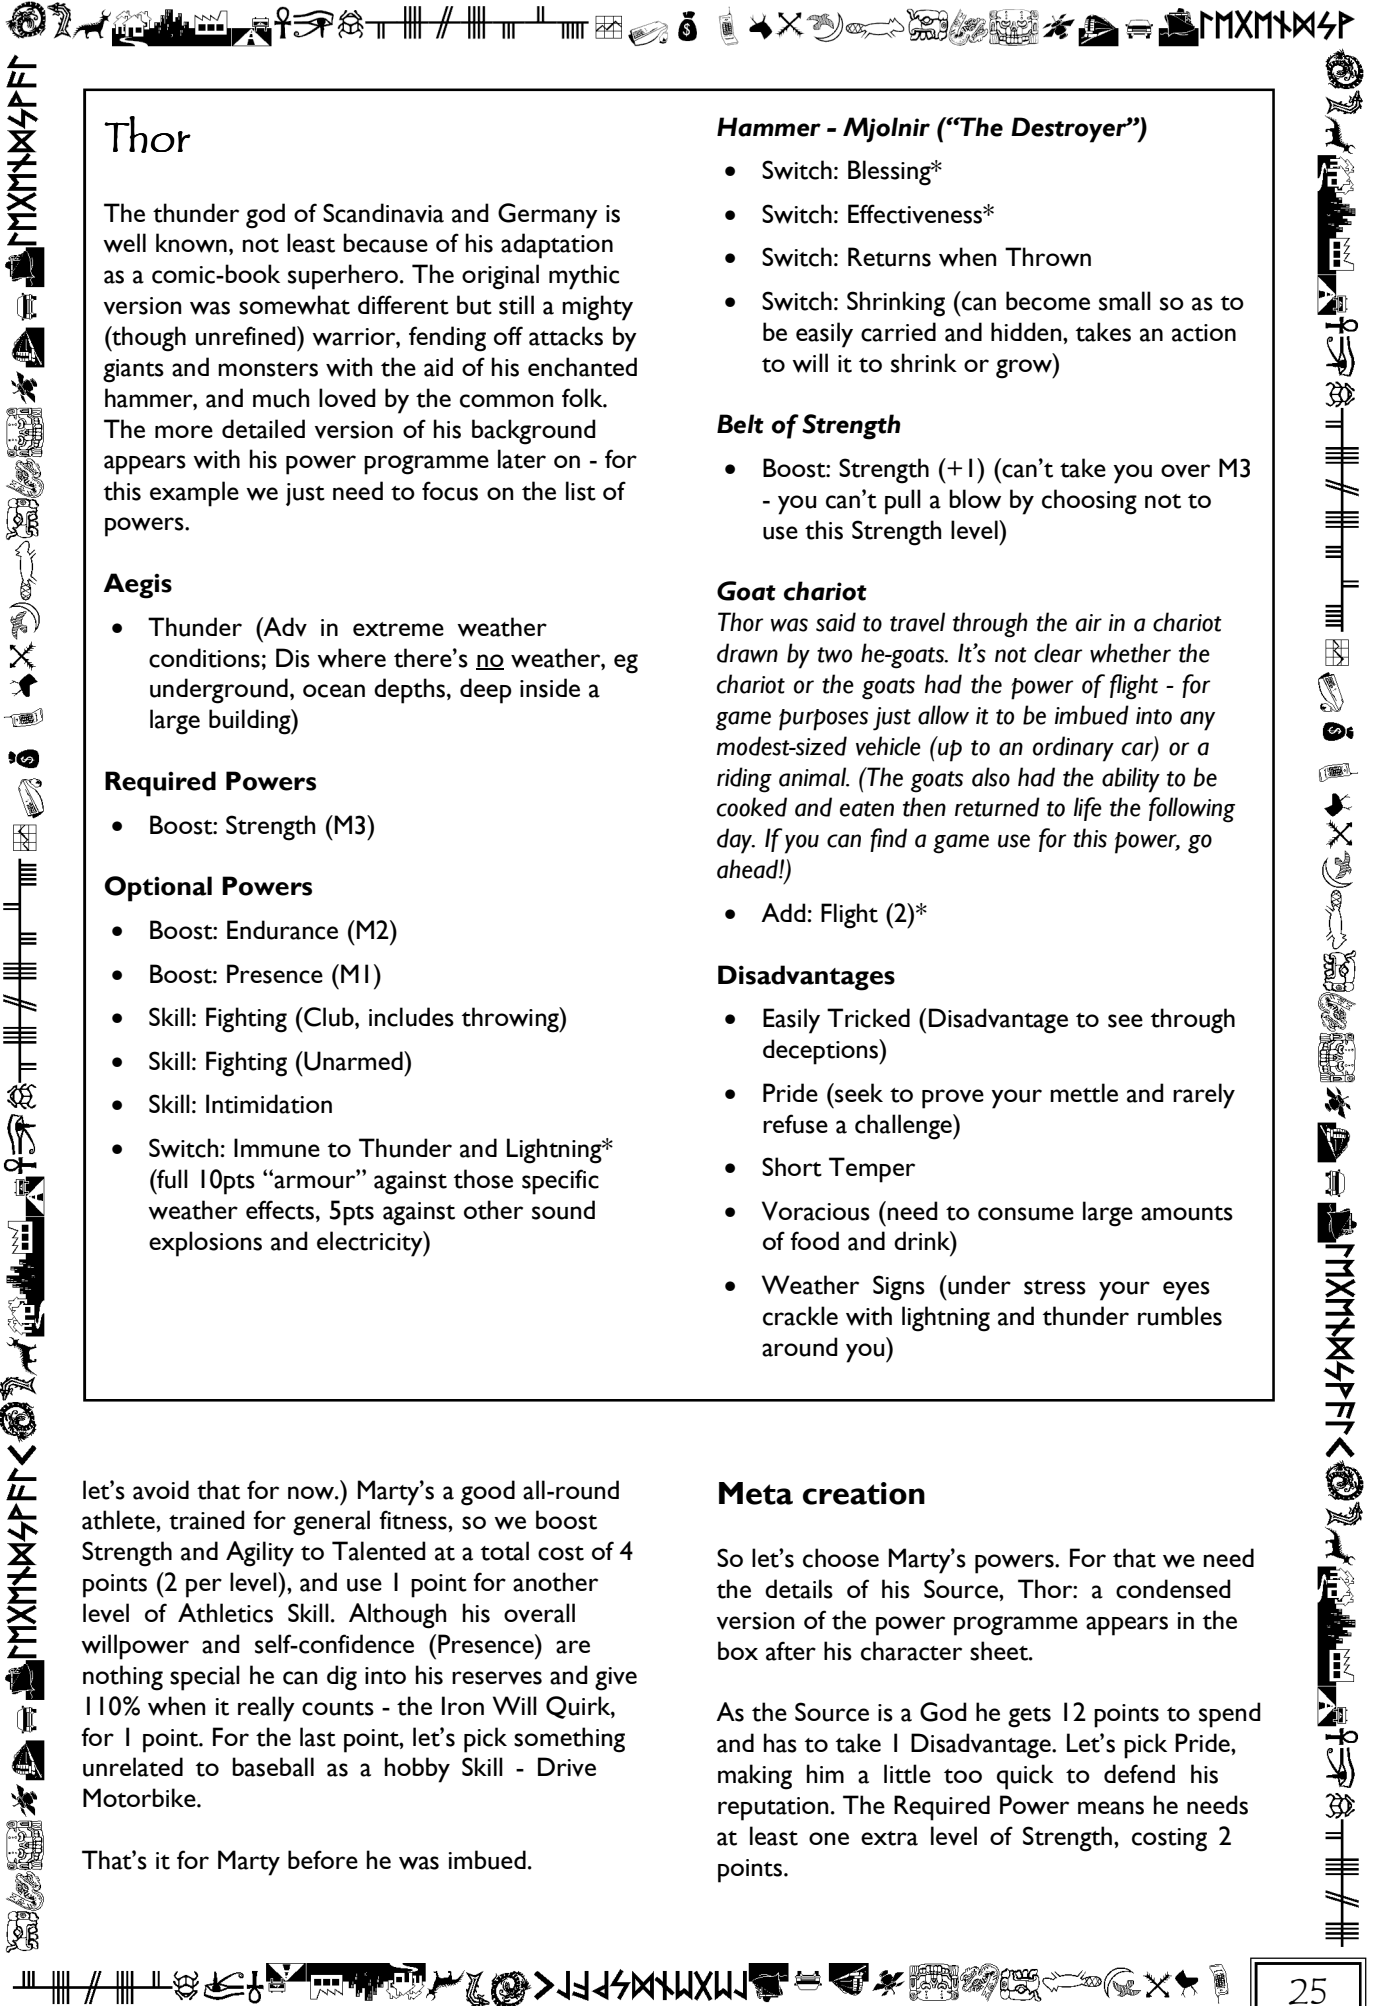 Thor
The thunder god of Scandinavia and Germany is
well known, not least because of his adaptation
as a comic-book superhero. The original mythic
version was somewhat different but still a mighty
(though unrefined) warrior, fending off attacks by
giants and monsters with the aid of his enchanted
hammer, and much loved by the common folk.
The more detailed version of his background
appears with his power programme later on - for
this example we just need to focus on the list of
powers.
Aegis
• Thunder (Adv in extreme weather
conditions; Dis where there's no weather, eg
underground, ocean depths, deep inside a
large building)
Required Powers
• Boost: Strength (M3)
Optional Powers
• Boost: Endurance (M2)
• Boost: Presence (M1)
• Skill: Fighting (Club, includes throwing)
• Skill: Fighting (Unarmed)
• Skill: Intimidation
• Switch: Immune to Thunder and Lightning*
(full 10pts “armour” against those specific
weather effects, 5pts against other sound
explosions and electricity)
Hammer - Mjolnir (“The Destroyer”)
• Switch: Blessing*
• Switch: Effectiveness*
• Switch: Returns when Thrown
• Switch: Shrinking (can become small so as to
be easily carried and hidden, takes an action
to will it to shrink or grow)
Belt of Strength
• Boost: Strength (+1) (can't take you over M3
- you can't pull a blow by choosing not to
use this Strength level)
Goat chariot
Thor was said to travel through the air in a chariot
drawn by two he-goats. It's not clear whether the
chariot or the goats had the power of flight - for
game purposes just allow it to be imbued into any
modest-sized vehicle (up to an ordinary car) or a
riding animal. (The goats also had the ability to be
cooked and eaten then returned to life the following
day. If you can find a game use for this power, go
ahead!)
• Add: Flight (2)*
Disadvantages
• Easily Tricked (Disadvantage to see through
deceptions)
• Pride (seek to prove your mettle and rarely
refuse a challenge)
• Short Temper
• Voracious (need to consume large amounts
of food and drink)
• Weather Signs (under stress your eyes
crackle with lightning and thunder rumbles
around you)
let's avoid that for now.) Marty's a good all-round
athlete, trained for general fitness, so we boost
Strength and Agility to Talented at a total cost of 4
points (2 per level), and use 1 point for another
level of Athletics Skill. Although his overall
willpower and self-confidence (Presence) are
nothing special he can dig into his reserves and give
110% when it really counts - the Iron Will Quirk,
for 1 point. For the last point, let's pick something
unrelated to baseball as a hobby Skill - Drive
Motorbike.
That's it for Marty before he was imbued.
Meta creation
So let's choose Marty's powers. For that we need
the details of his Source, Thor: a condensed
version of the power programme appears in the
box after his character sheet.
As the Source is a God he gets 12 points to spend
and has to take 1 Disadvantage. Let's pick Pride,
making him a little too quick to defend his
reputation. The Required Power means he needs
at least one extra level of Strength, costing 2
points.
25